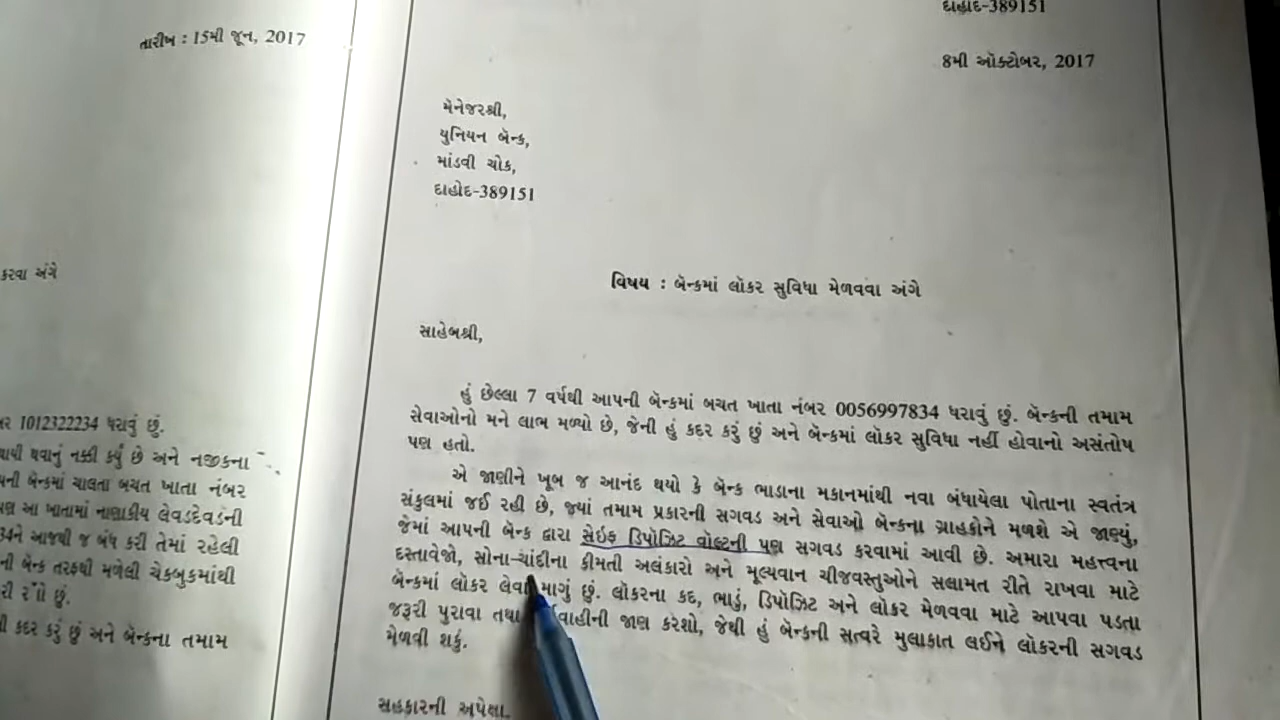 તારીખ : 15મી જૂન, 2017
કરવા અંગે
1012322234 ધરાવું છું.
થવાનું નક્કી કર્યું છે અને નજીકના
બૅન્કમાં ચાલતા બચત ખાતા નંબર
આ ખાતામાં નાણાકીય લેવડદેવડની
આજથી જ બંધ કરી તેમાં રહેલી
બૅન્ક તરફથી મળેલી ચેકબુકમાંથી
છું.
કદર કરું છું અને બૅન્કના તમામ
દાહોદ-389151
8મી ઑક્ટોબર, 2017
મૅનેજરશ્રી,
યુનિયન બૅન્ક,
માંડવી ચોક,
દાહોદ-389151
વિષય : બૅન્કમાં લૉકર સુવિધા મેળવવા અંગે
સાહેબશ્રી,
હું છેલ્લા 7 વર્ષથી આપની બૅન્કમાં બચત ખાતા નંબર 0056997834 ધરાવું છું. બૅન્કની તમામ
સેવાઓનો મને લાભ મળ્યો છે, જેની હું કદર કરું છું અને બૅન્કમાં લૉકર સુવિધા નહીં હોવાનો અસંતોષ
પણ હતો.
એ જાણીને ખૂબ જ આનંદ થયો કે બૅન્ક ભાડાના મકાનમાંથી નવા બંધાયેલા પોતાના સ્વતંત્ર
સંકુલમાં જઈ રહી છે, જ્યાં તમામ પ્રકારની સગવડ અને સેવાઓ બૅન્કના ગ્રાહકોને મળશે એ જાણ્યું,
જેમાં આપની બૅન્ક દ્વારા સેઇફ ડિપૉઝિટ વૉલ્ટની પણ સગવડ કરવામાં આવી છે. અમારા મહત્ત્વના
દસ્તાવેજો, સોના-ચાંદીના કીમતી અલંકારો અને મૂલ્યવાન ચીજવસ્તુઓને સલામત રીતે રાખવા માટે
બૅન્કમાં લૉકર લેવા માગું છું. લૉકરના કદ, ભાડું, ડિપૉઝિટ અને લૉકર મેળવવા માટે આપવા પડતા
જરૂરી પુરાવા તથા વાહીની જાણ કરશો, જેથી હું બૅન્કની સત્વરે મુલાકાત લઈને લૉકરની સગવડ
મેળવી શકું.
સહકારની અપેક્ષા.